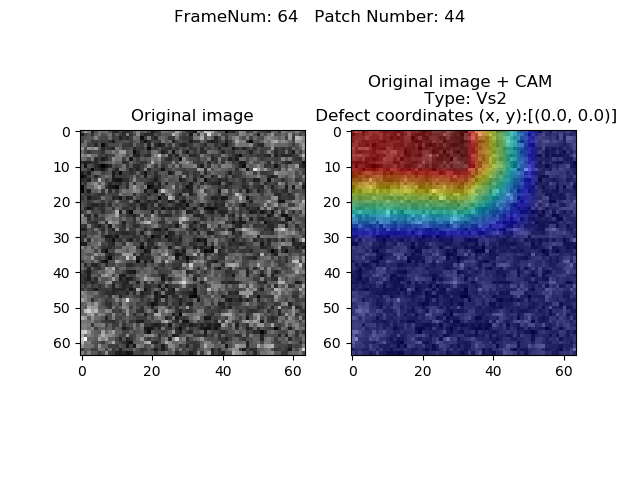 FrameNum: 64   Patch Number: 44
Original image
0
10
20
30
40
50
60
0 20 40 60
Original image + CAM
Type: Vs2
Defect coordinates (x, y):[(0.0, 0.0)]
0
10
20
30
40
50
60
0 20 40 60